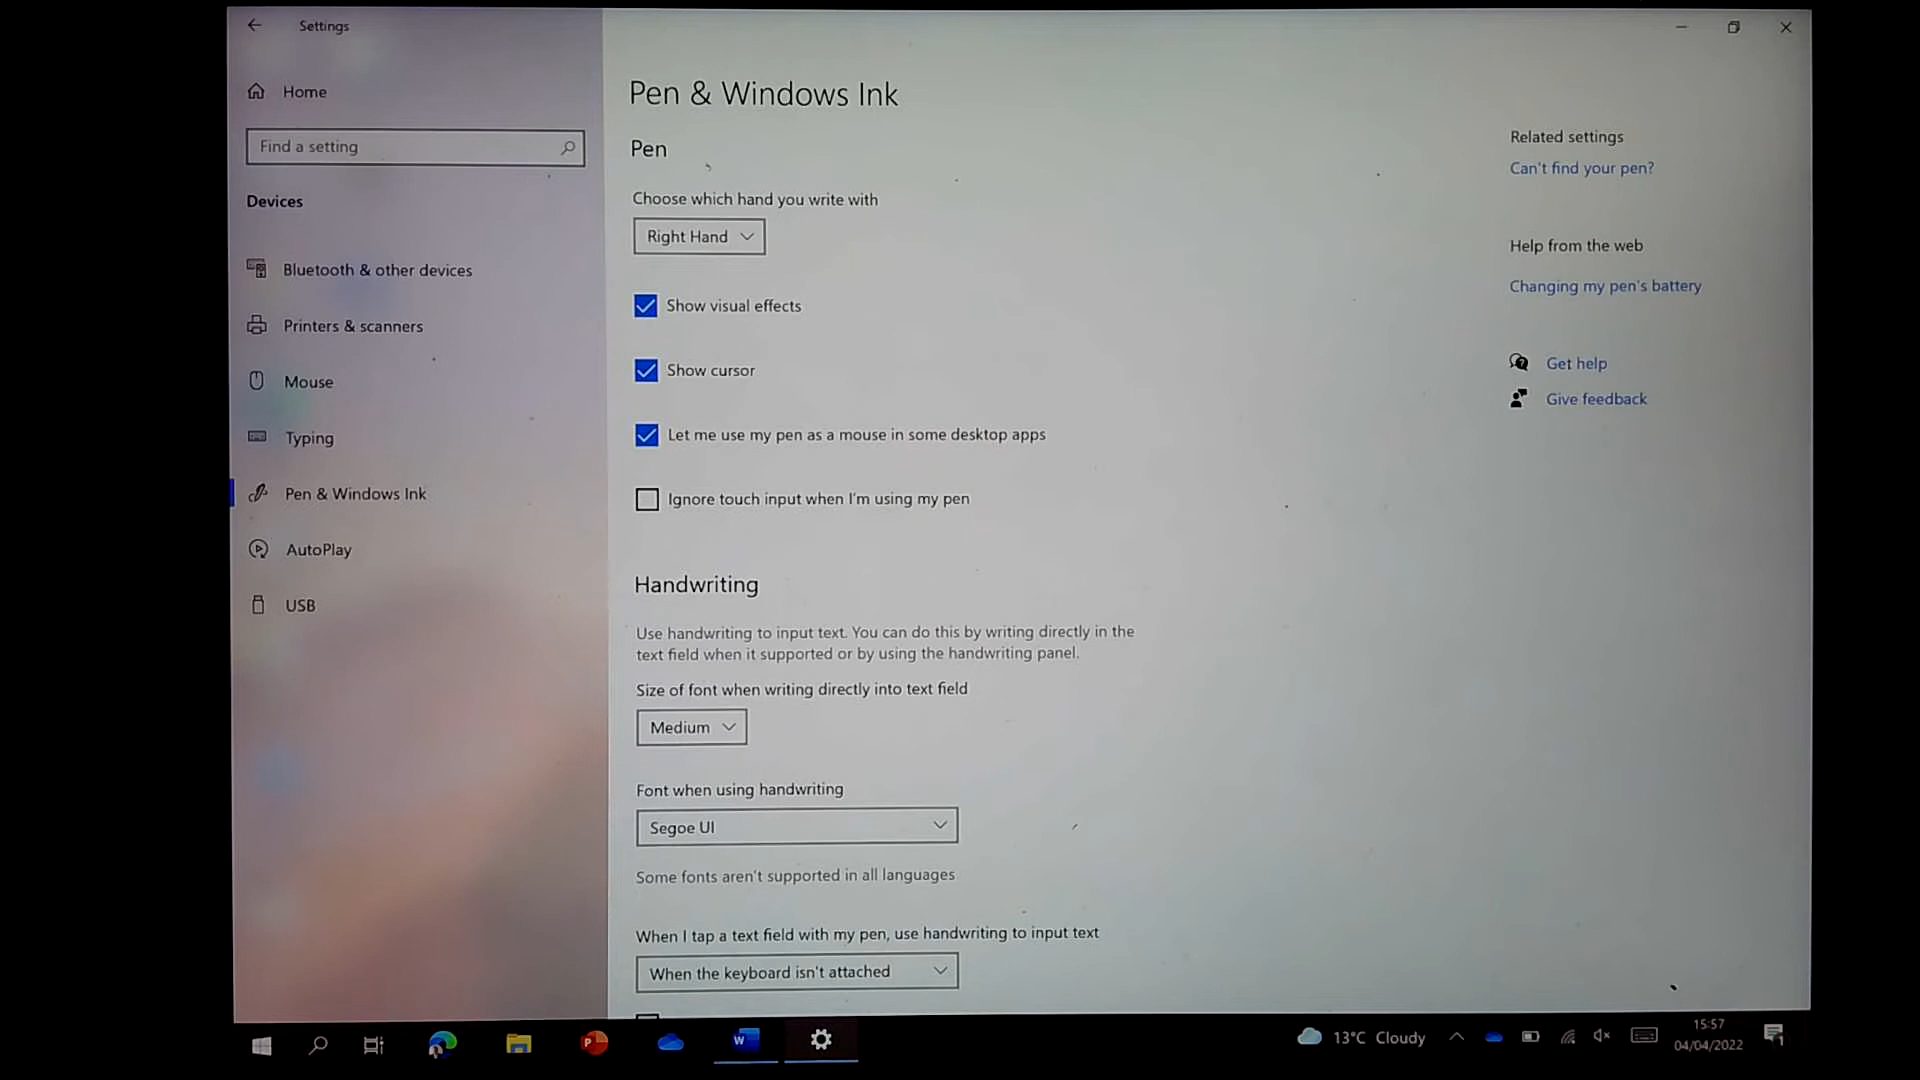 Settings
Home
Find a setting
Devices
Bluetooth & other devices
Printers & scanners
Mouse
Typing
Pen & Windows Ink
AutoPlay
USB
Pen & Windows Ink
Pen
Choose which hand you write with
Right Hand
Show visual effects
Show cursor
Let me use my pen as a mouse in some desktop apps
Ignore touch input when I'm using my pen
Handwriting
Use handwriting to input text. You can do this by writing directly in the
text field when it supported or by using the handwriting panel.
Size of font when writing directly into text field
Medium
Font when using handwriting
Segoe UI
Some fonts aren't supported in all languages
When I tap a text field with my pen, use handwriting to input text
When the keyboard isn't attached
Related settings
Can't find your pen?
Help from the web
Changing my pen's battery
Get help
Give feedback
P
W
13°C Cloudy
15:57
04/04/2022
1